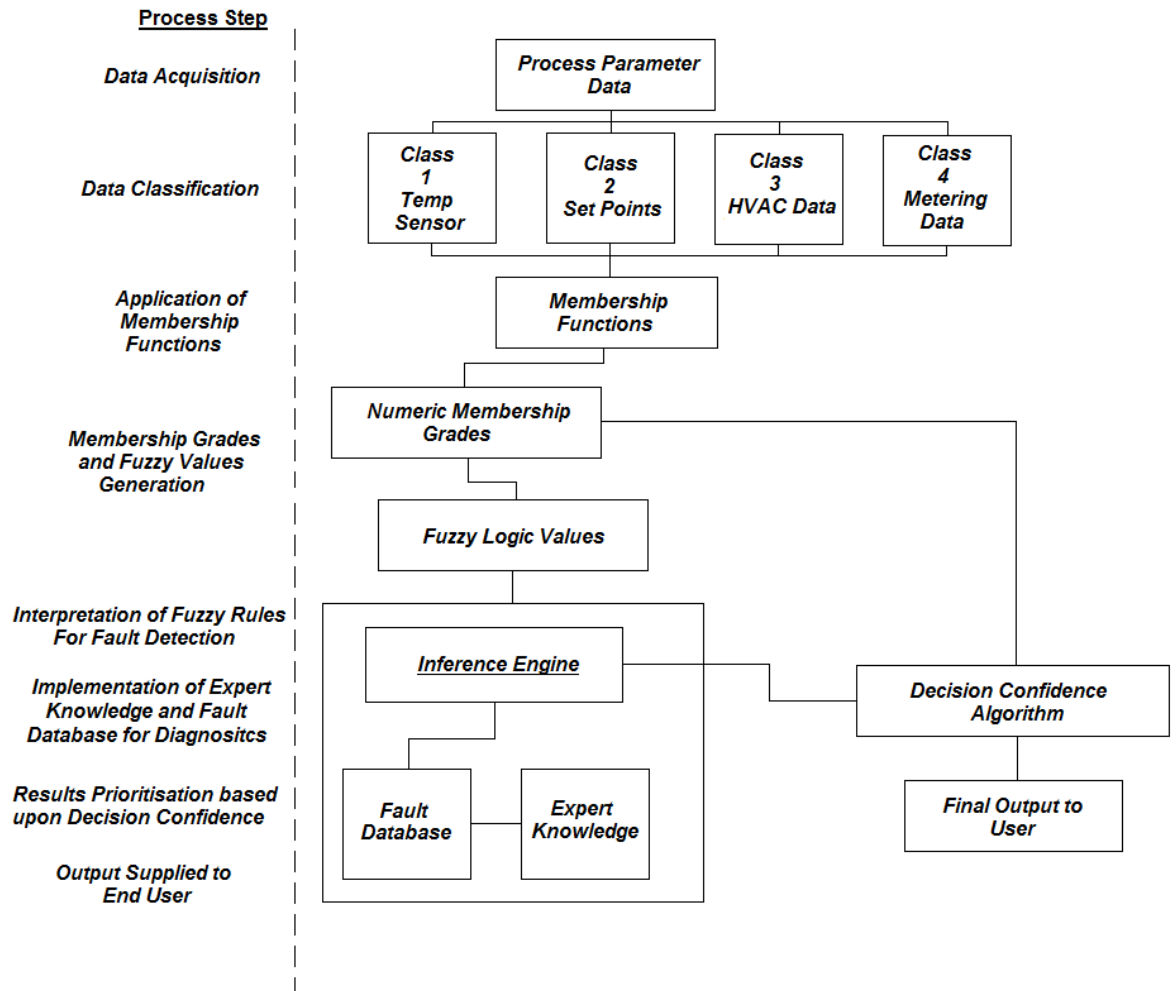 Process Step
Data Acquisition
Process Parameter
Data
Data Classification
Class
1
Temp
Sensor
Class
2
Set Points
Class
3
HVAC Data
Class
4
Metering
Data
Application of
Membership
Functions
Membership
Functions
Membership Grades
and Fuzzy Values
Generation
Numeric Membership
Grades
Fuzzy Logic Values
Interpretation of Fuzzy Rules
For Fault Detection
Inference Engine
Implementation of Expert
Knowledge and Fault
Database for Diagnositcs
Decision Confidence
Algorithm
Results Prioritisation based
upon Decision Confidence
Fault
Database
Expert
Knowledge
Final Output to
User
Output Supplied to
End User